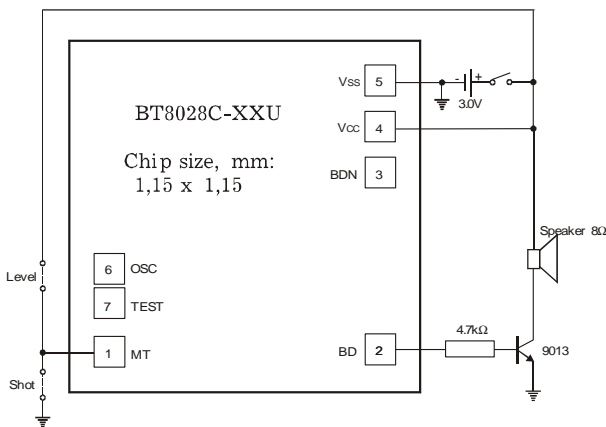 BT8028C-XXU
Chip size, mm:
1,15 x 1,15
Vss
5
- +
3.0V
Vcc
4
BDN
3
Speaker 8Ω
6
OSC
Level
7
TEST
1
MT
BD
2
4.7kΩ
9013
Shot